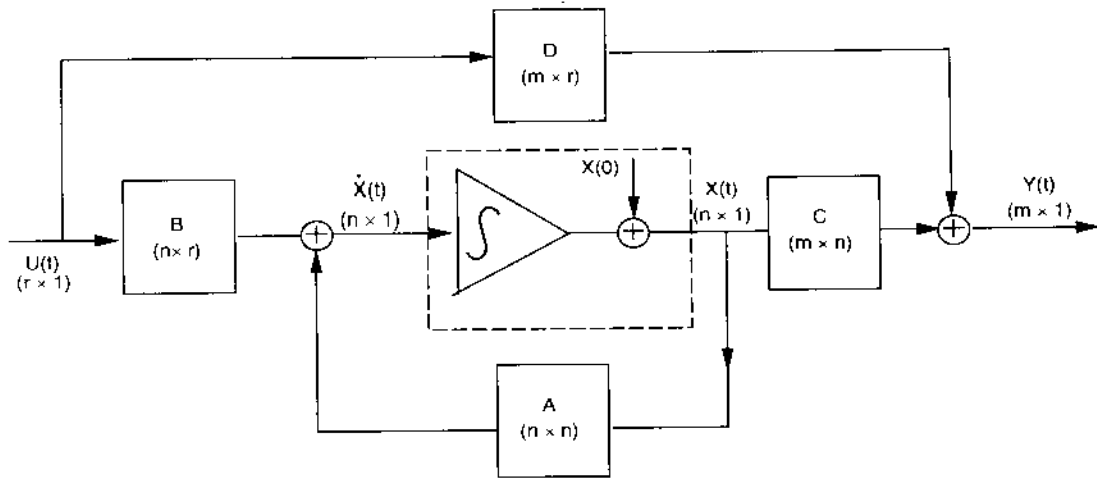 D
(m × r)
X(0)
Ẋ(t)
(n × 1)
X(t)
(n × 1)
Y(t)
(m × 1)
B
(n× r)
∫
C
(m × n)
+
+
+
U(t)
(r × 1)
A
(n × n)